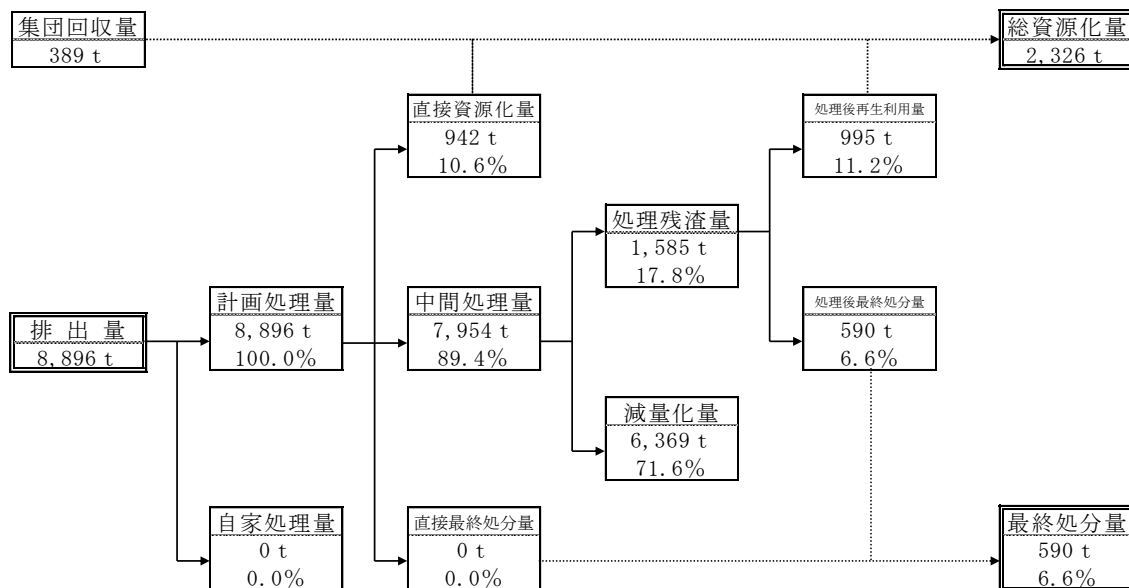 集団回収量
389 t
総資源化量
2,326 t
直接資源化量
942 t
10.6%
処理後再生利用量
995 t
11.2%
処理残渣量
1,585 t
17.8%
排 出 量
8,896 t
計画処理量
8,896 t
100.0%
中間処理量
7,954 t
89.4%
処理後最終処分量
590 t
6.6%
減量化量
6,369 t
71.6%
自家処理量
0 t
0.0%
直接最終処分量
0 t
0.0%
最終処分量
590 t
6.6%